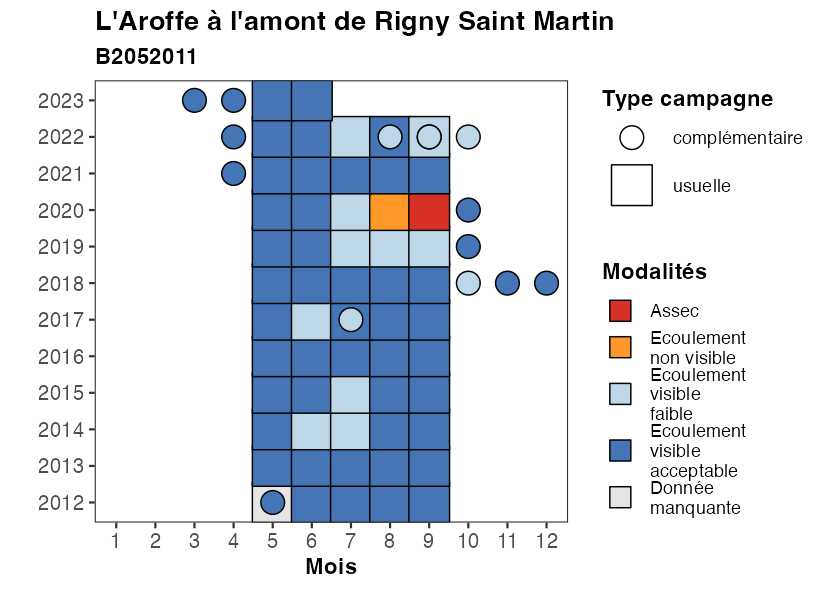 L'Aroffe à l'amont de Rigny Saint Martin
B2052011
2023
2022
2021
2020
2019
2018
2017
2016
2015
2014
2013
2012
1 2 3 4 5 6 7 8 9 10 11 12
Mois
Type campagne
complémentaire
usuelle
Modalités
Assec
Ecoulement
non visible
Ecoulement
visible
faible
Ecoulement
visible
acceptable
Donnée
manquante